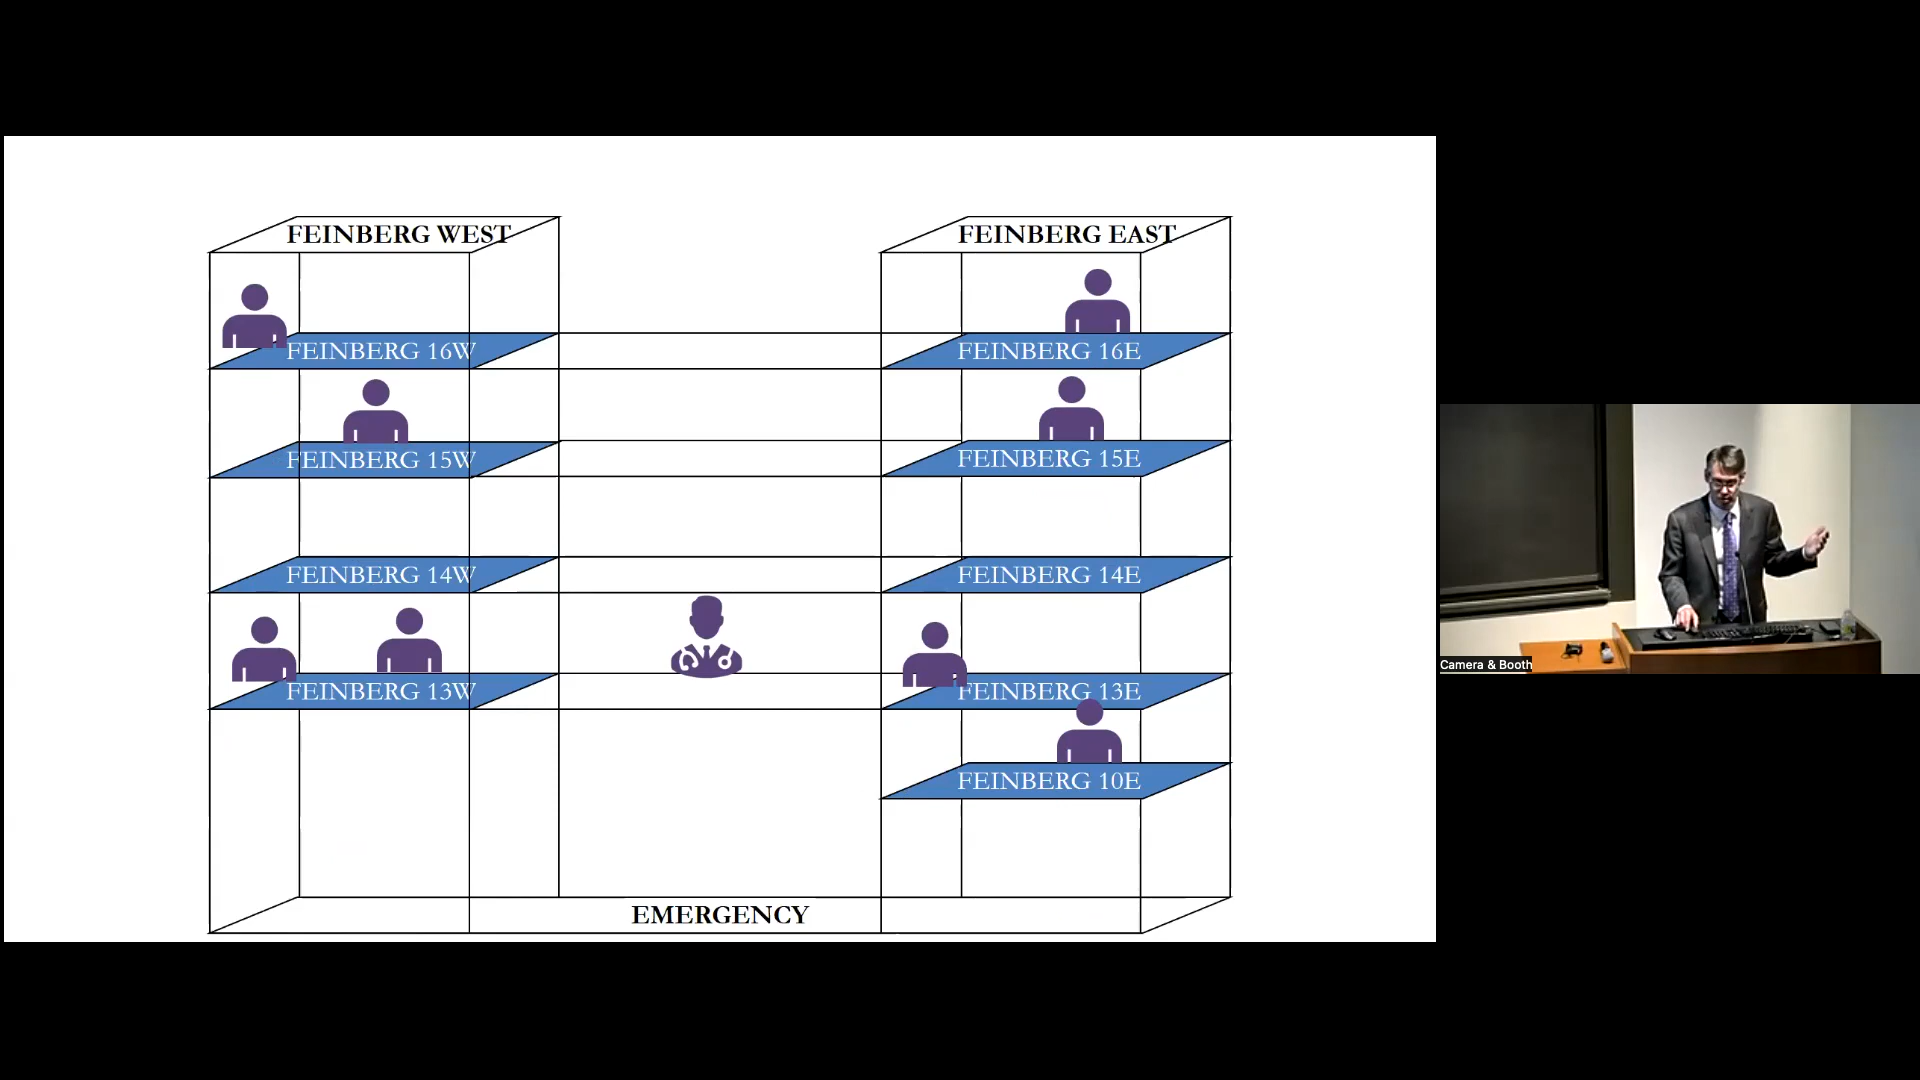 FEINBERG WEST
FEINBERG EAST
FEINBERG 16W
FEINBERG 16E
FEINBERG 15W
FEINBERG 15E
FEINBERG 14W
FEINBERG 14E
FEINBERG 13W
FEINBERG 13E
FEINBERG 10E
EMERGENCY
Camera & Booth